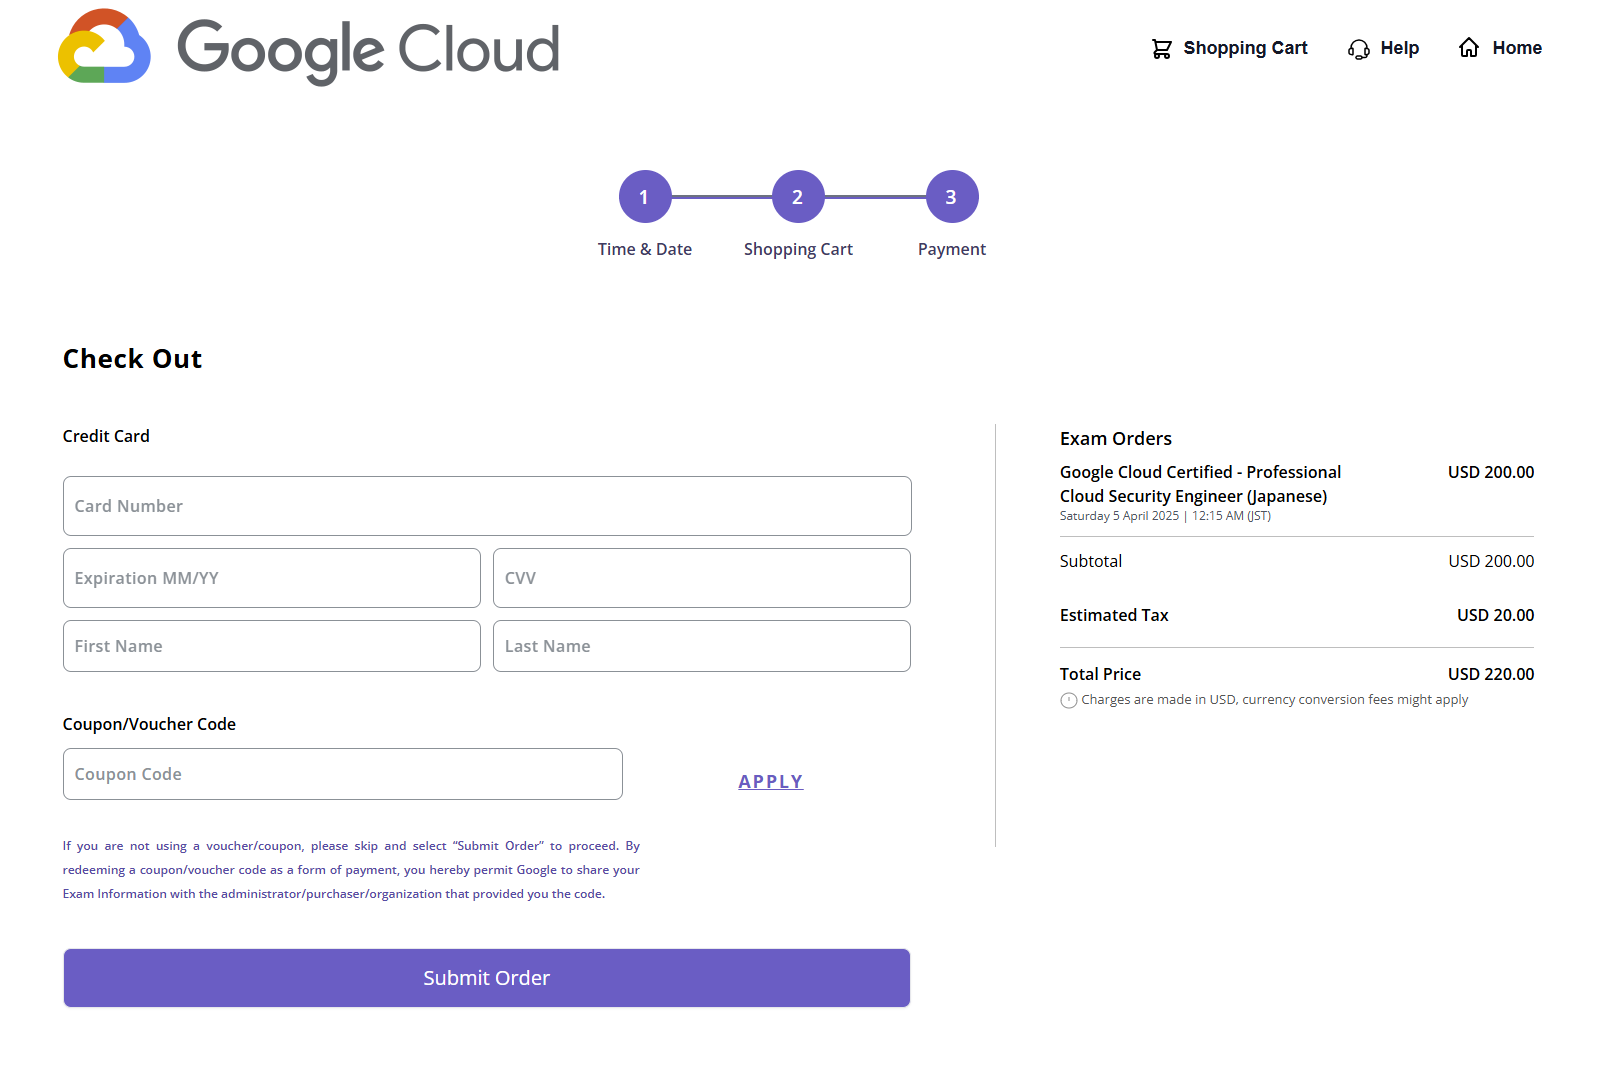 Google Cloud
Shopping Cart
Help
Home
1
2
3
Time & Date
Shopping Cart
Payment
Check Out
Credit Card
Card Number
Expiration MM/YY
CVV
First Name
Last Name
Coupon/Voucher Code
Coupon Code
APPLY
If you are not using a voucher/coupon, please skip and select “Submit Order” to proceed. By
redeeming a coupon/voucher code as a form of payment, you hereby permit Google to share your
Exam Information with the administrator/purchaser/organization that provided you the code.
Submit Order
Exam Orders
Google Cloud Certified - Professional USD 200.00
Cloud Security Engineer (Japanese)
Saturday 5 April 2025 | 12:15 AM (JST)
Subtotal USD 200.00
Estimated Tax USD 20.00
Total Price USD 220.00
Charges are made in USD, currency conversion fees might apply